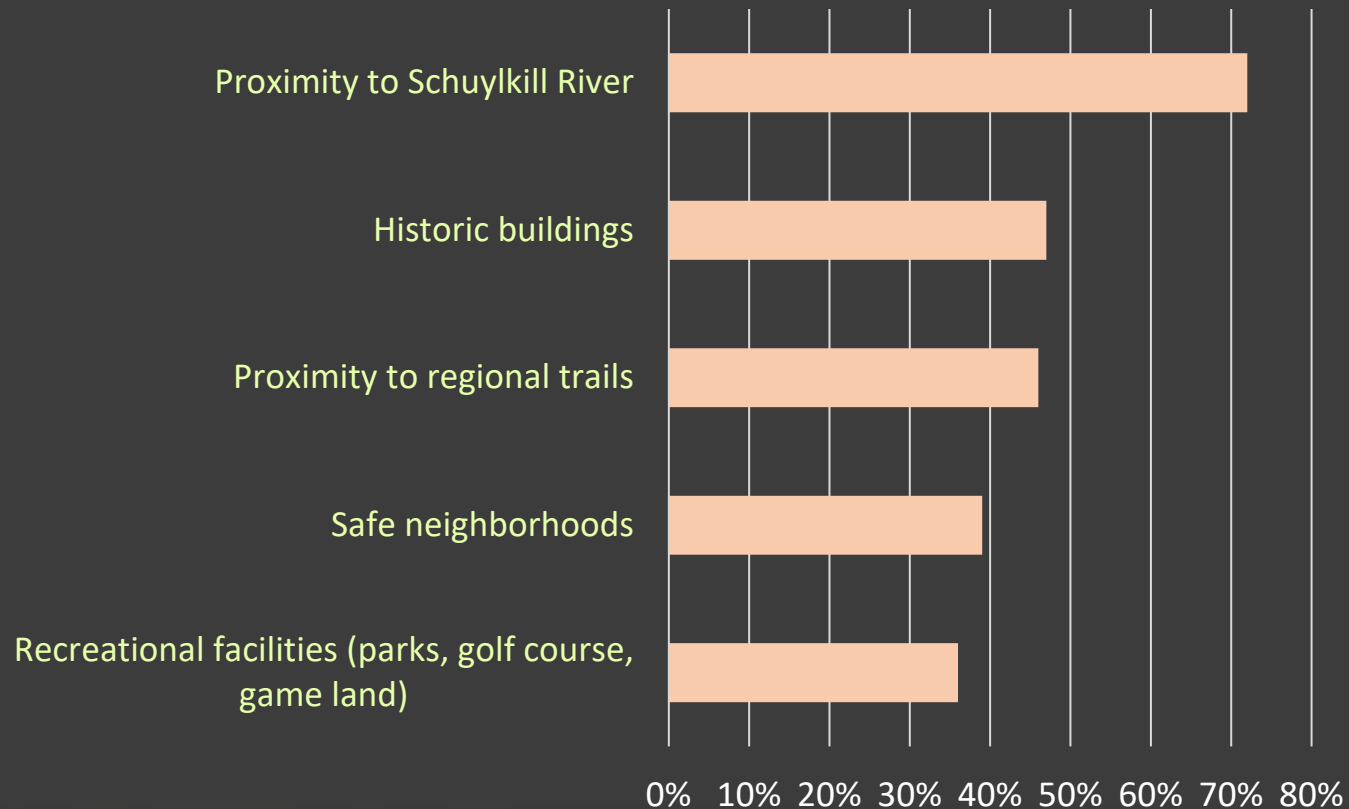 Proximity to Schuylkill River
Historic buildings
Proximity to regional trails
Safe neighborhoods
Recreational facilities (parks, golf course,
game land)
0% 10% 20% 30% 40% 50% 60% 70% 80%